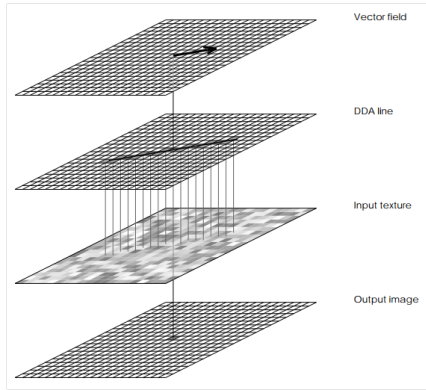 Vector field
DDA line
Input texture
Output image